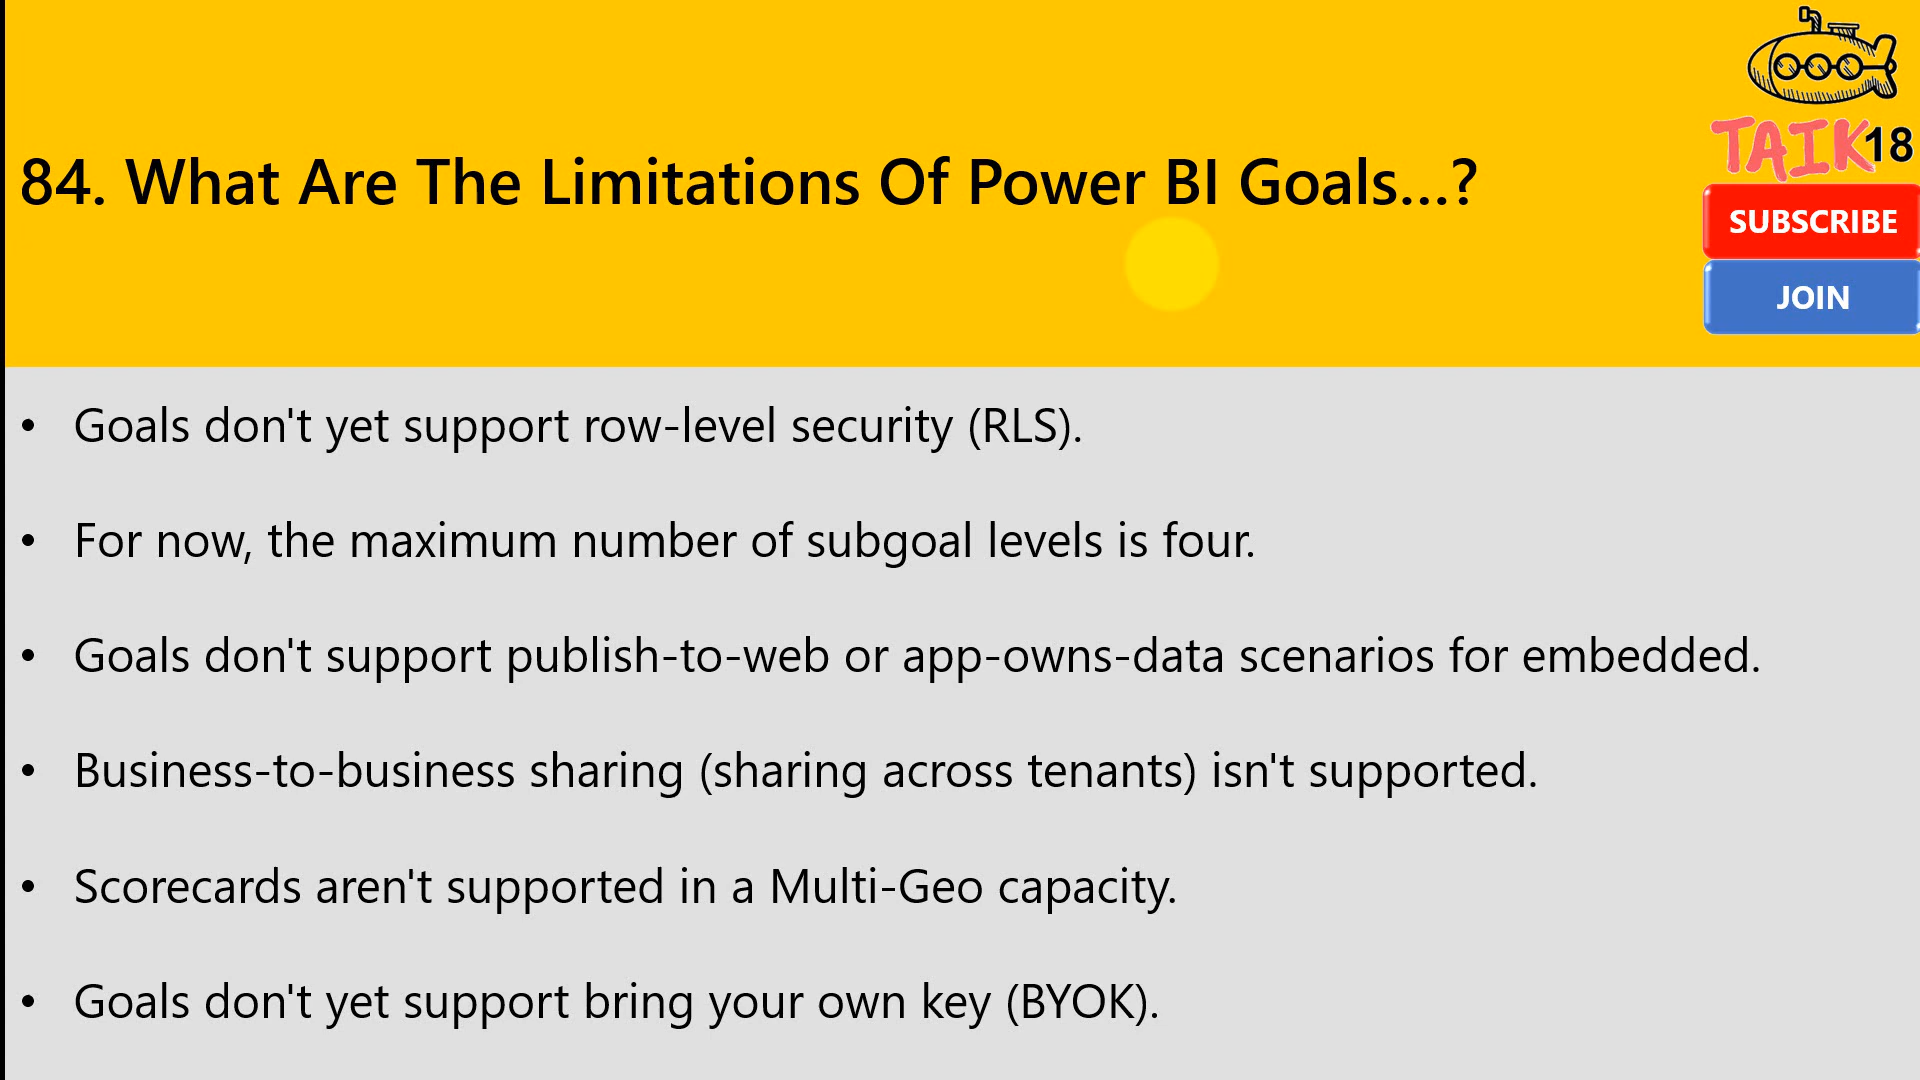 84. What Are The Limitations Of Power BI Goals...?
TAIK18
SUBSCRIBE
JOIN
• Goals don't yet support row-level security (RLS).
• For now, the maximum number of subgoal levels is four.
• Goals don't support publish-to-web or app-owns-data scenarios for embedded.
• Business-to-business sharing (sharing across tenants) isn't supported.
• Scorecards aren't supported in a Multi-Geo capacity.
• Goals don't yet support bring your own key (BYOK).